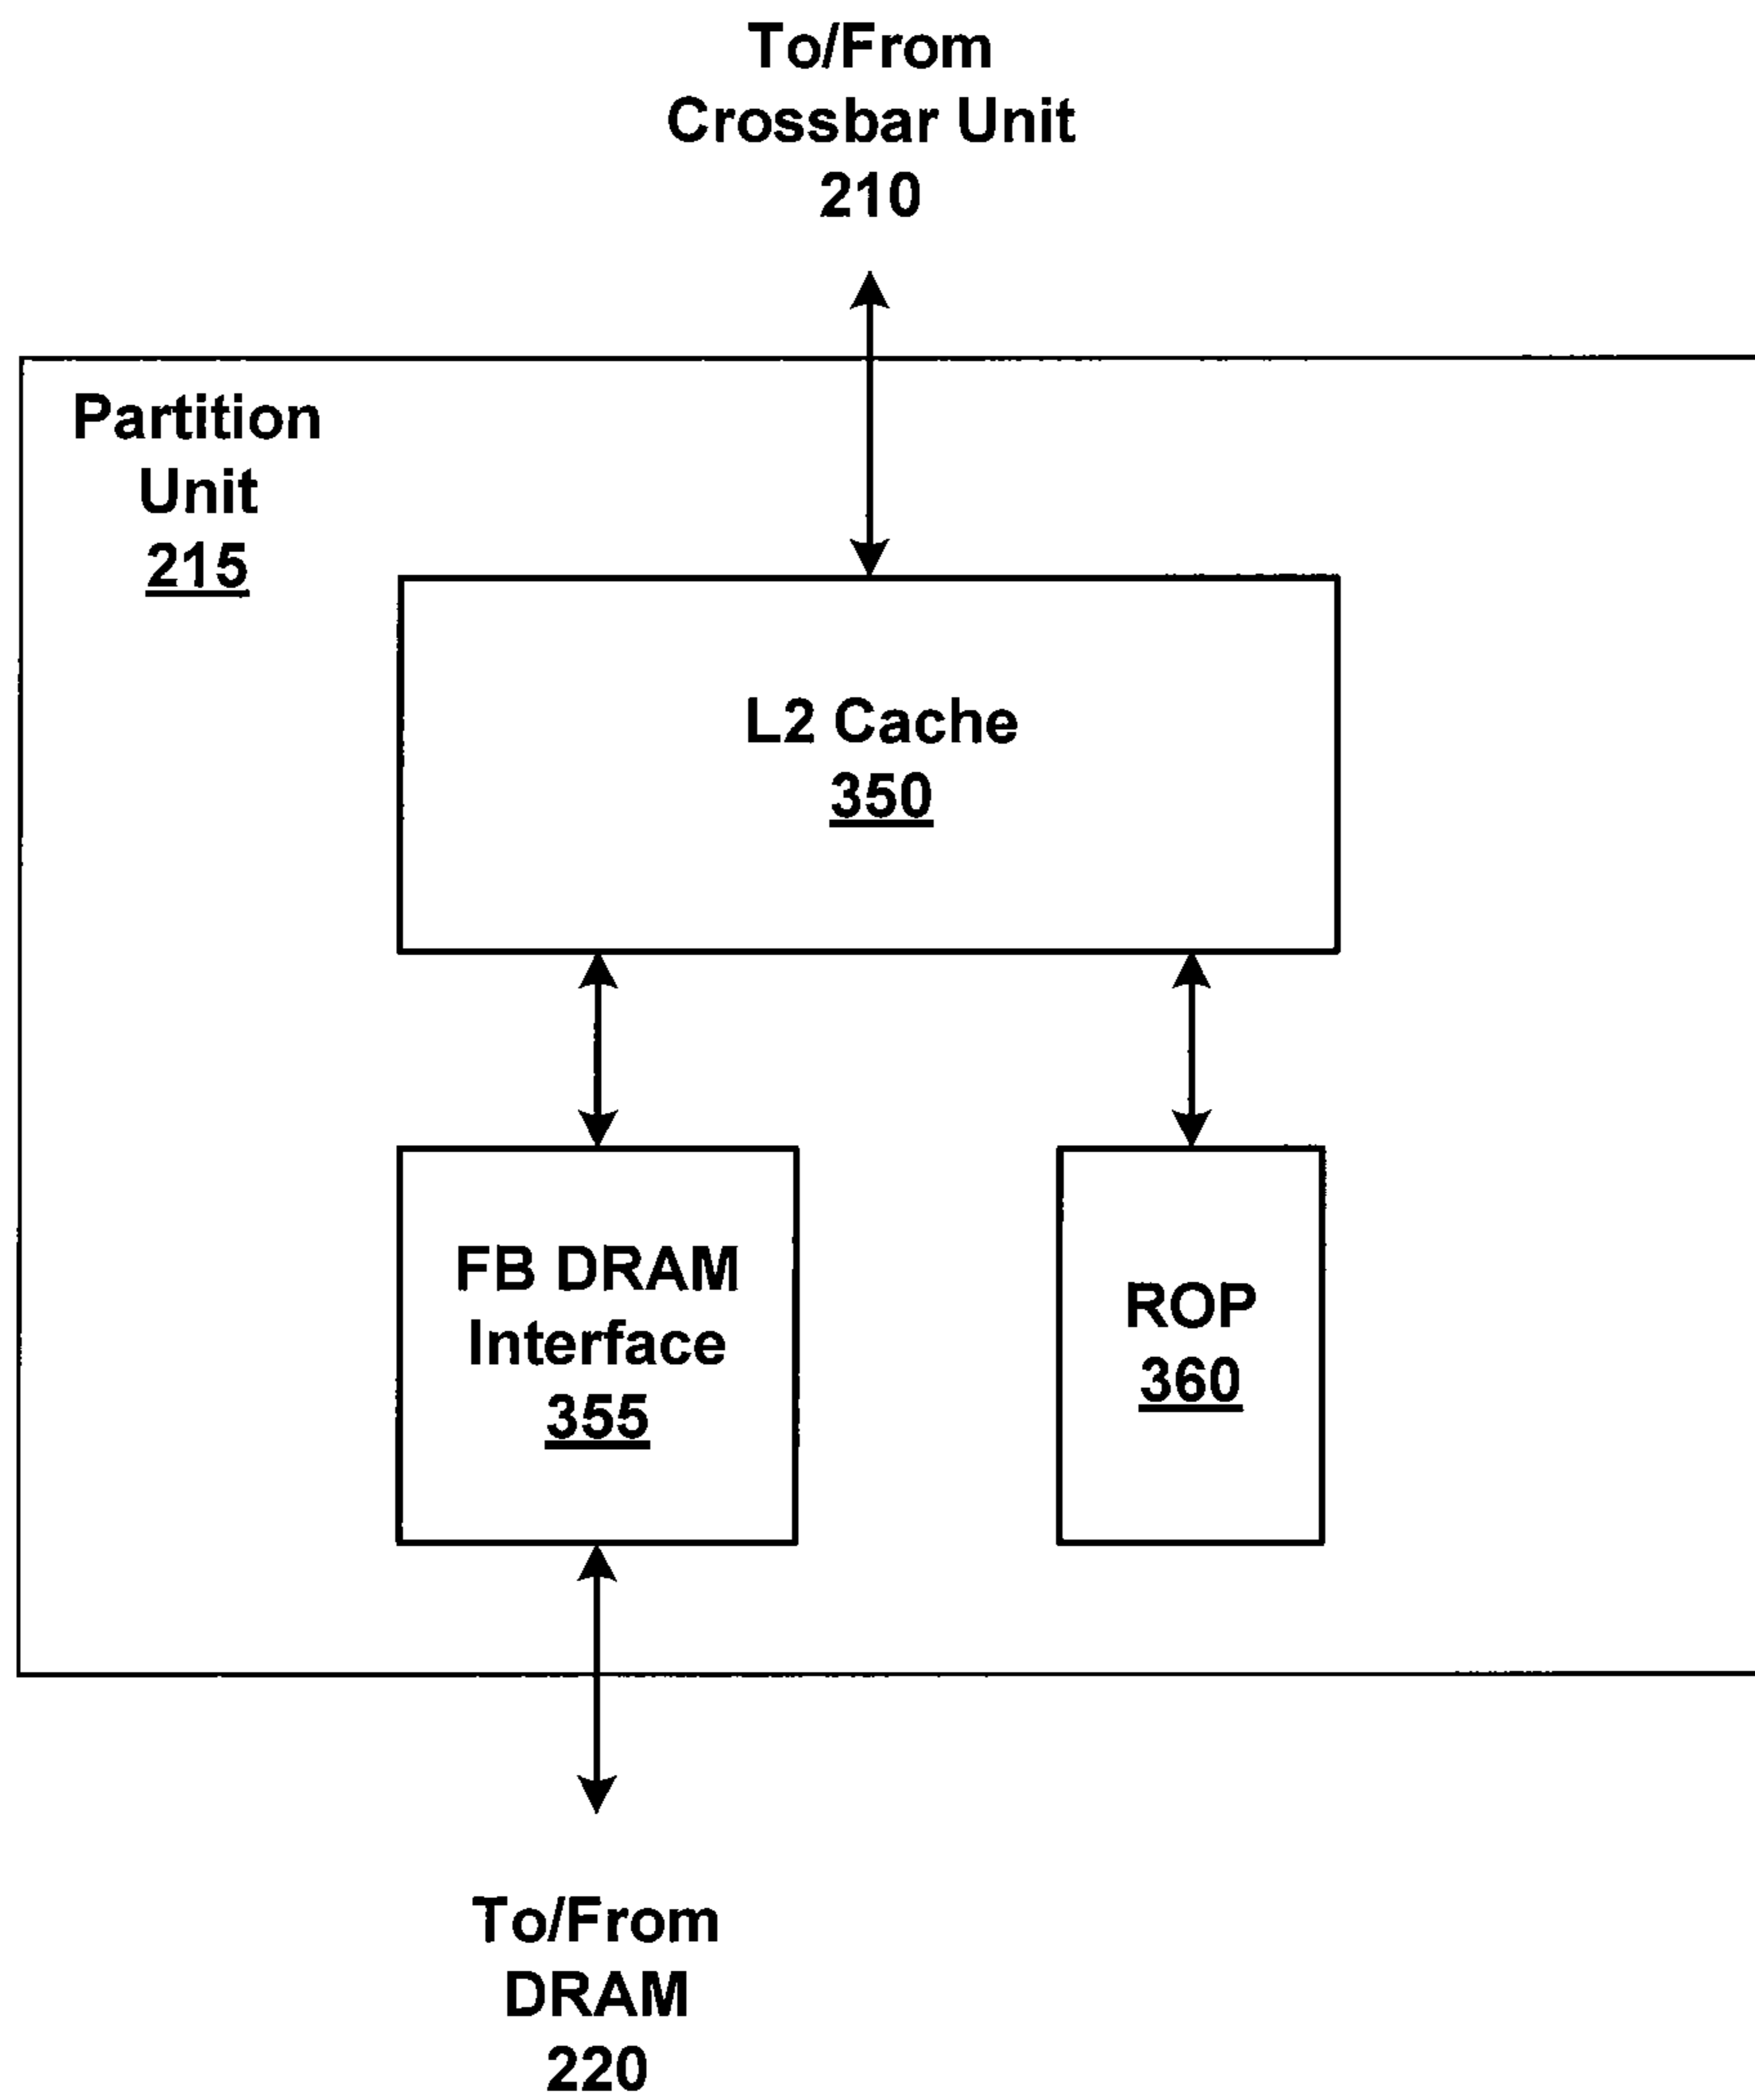 To/From
Crossbar Unit
210
Partition
Unit
215
L2 Cache
350
FB DRAM
Interface
355
ROP
360
To/From
DRAM
220